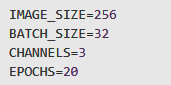 IMAGE_SIZE=256
BATCH_SIZE=32
CHANNELS=3
EPOCHS=20